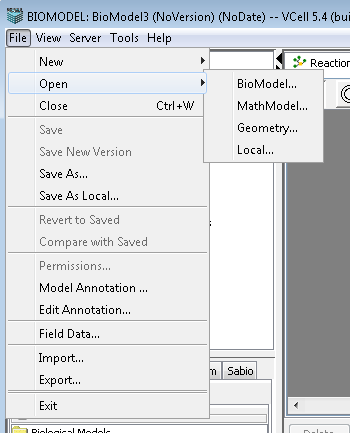 BIOMODEL: BioModel3 (NoVersion) (NoDate) -- VCell 5.4 (bui
File View Server Tools Help
New
Open
Close Ctrl+W
Save
Save New Version
Save As...
Save As Local...
Revert to Saved
Compare with Saved
Permissions...
Model Annotation ...
Edit Annotation...
Field Data...
Import...
Export...
Exit
BioModel...
MathModel...
Geometry...
Local...
Reaction
s
m Sabio
Biological Models
Delete